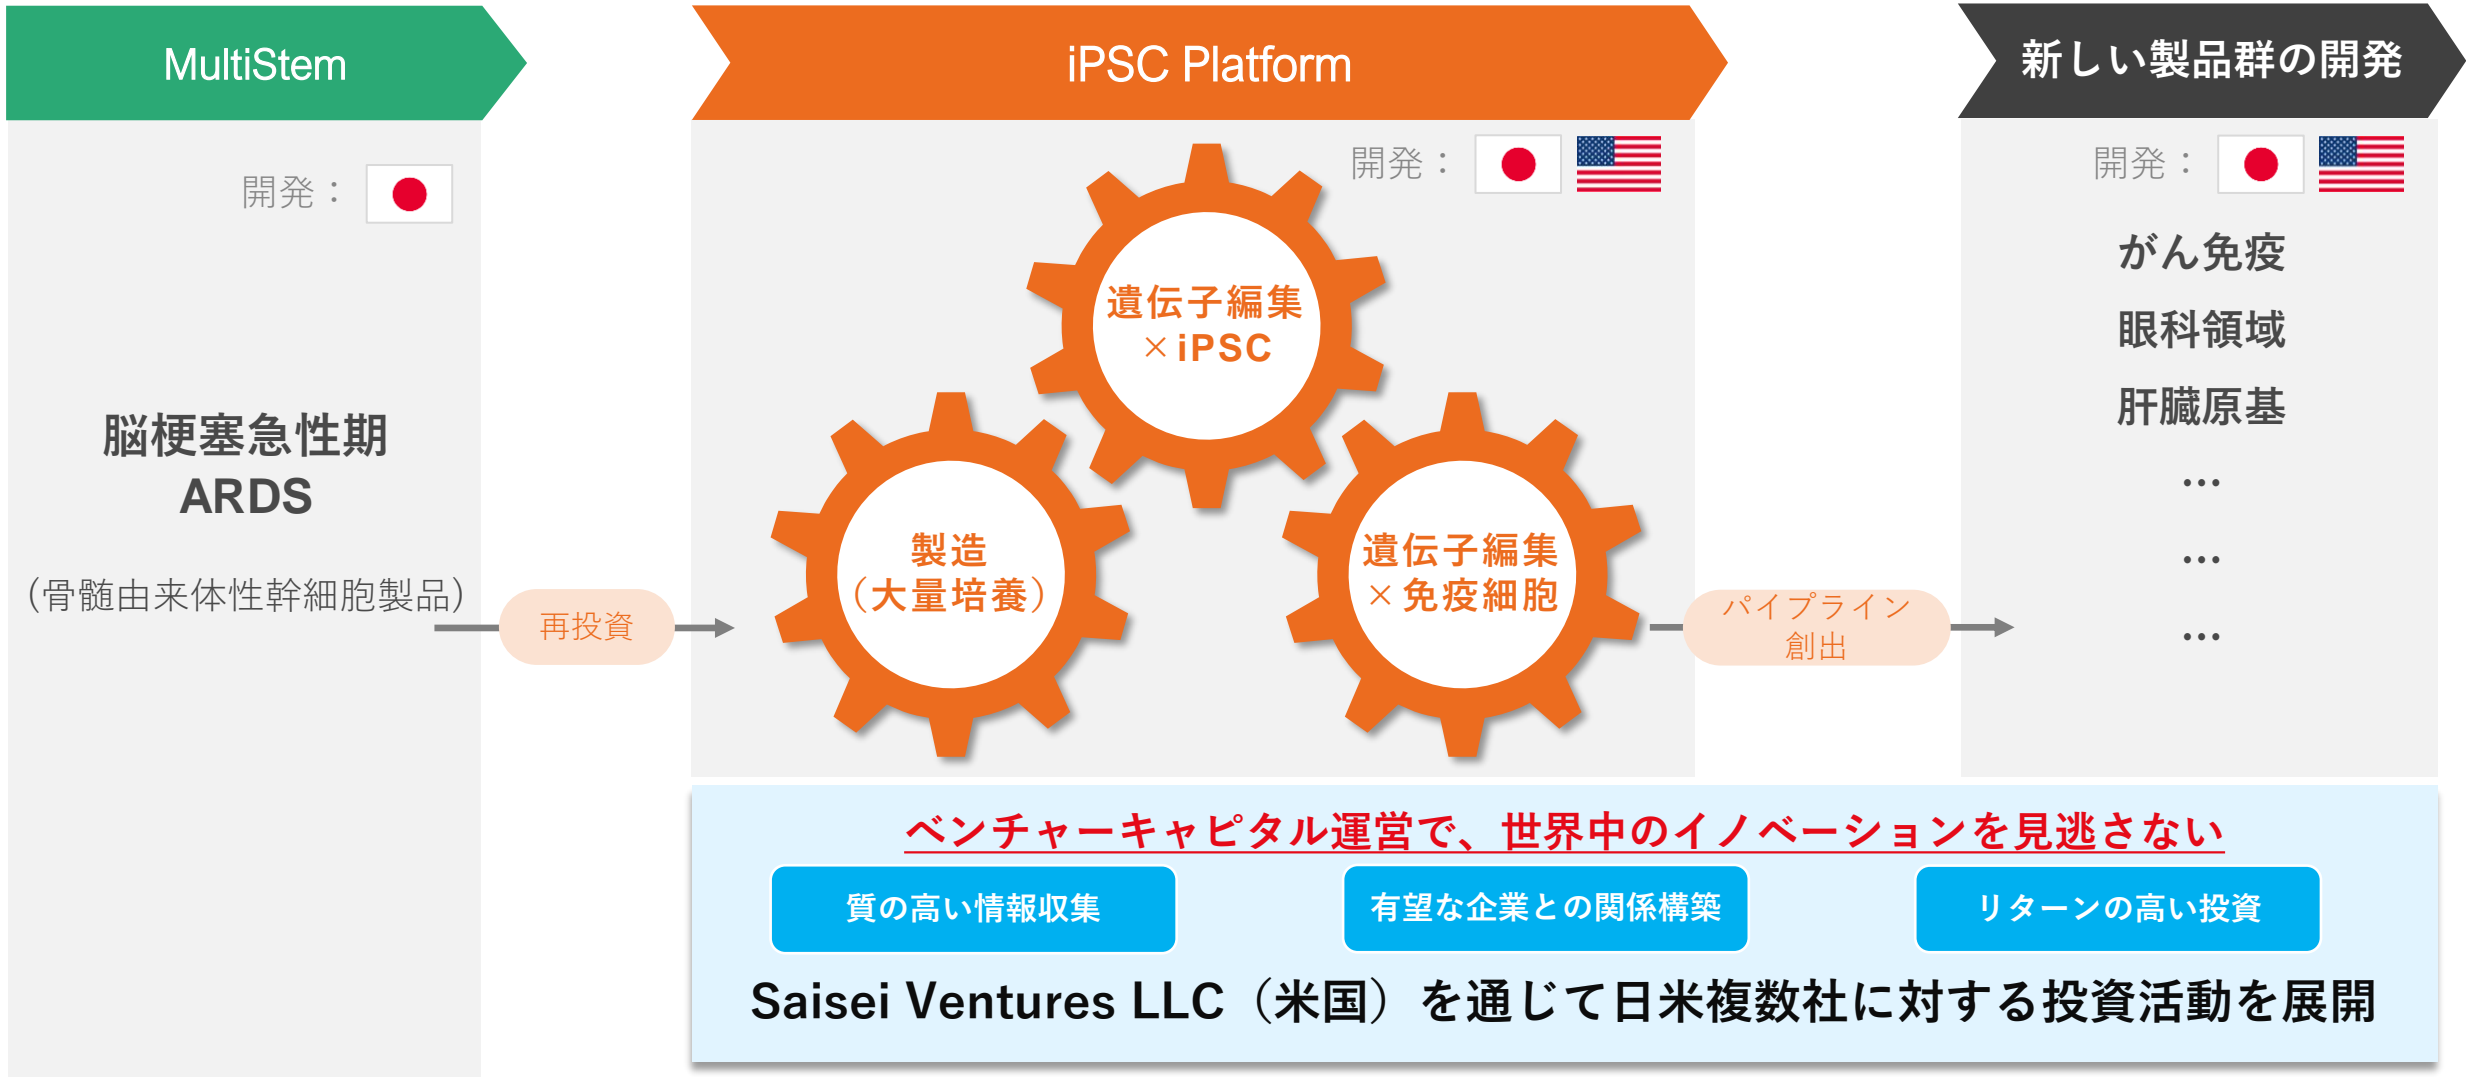 MultiStem
開発：
脳梗塞急性期
ARDS
（骨髄由来体性幹細胞製品）
再投資
iPSC Platform
開発：
遺伝子編集
×iPSC
製造
（大量培養）
遺伝子編集
×免疫細胞
パイプライン
創出
新しい製品群の開発
開発：
がん免疫
眼科領域
肝臓原基
…
…
…
ベンチャーキャピタル運営で、世界中のイノベーションを見逃さない
質の高い情報収集
有望な企業との関係構築
リターンの高い投資
Saisei Ventures LLC（米国）を通じて日米複数社に対する投資活動を展開